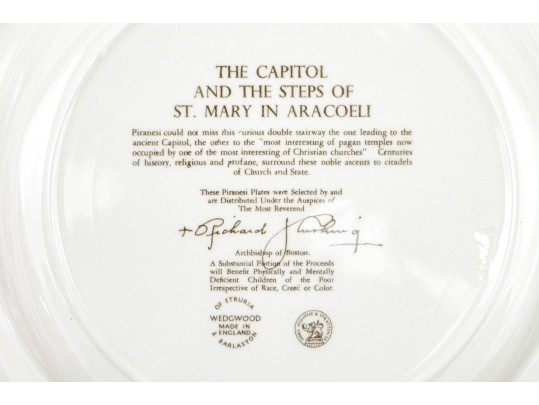 THE CAPITOL
AND THE STEPS OF
ST. MARY IN ARACOELI
Piranesi could not miss this curious double stairway the one leading to the
ancient Capitol, the other to the "most interesting of pagan temples now
occupied by one of the most interesting of Christian churches" Centuries
of history, religious and profane, surround these noble ascents to citadels
of Church and State.
These Piranesi Plates were Selected by and
are Distributed Under the Auspices of
The Most Reverend
+ Richard J Cushing
Archbishop of Boston.
A Substantial Portion of the Proceeds
will Benefit Physically and Mentally
Deficient Children of the Poor
Irrespective of Race, Creed or Color.
OF ETRURIA
WEDGWOOD
MADE IN
ENGLAND
& BARLASTON